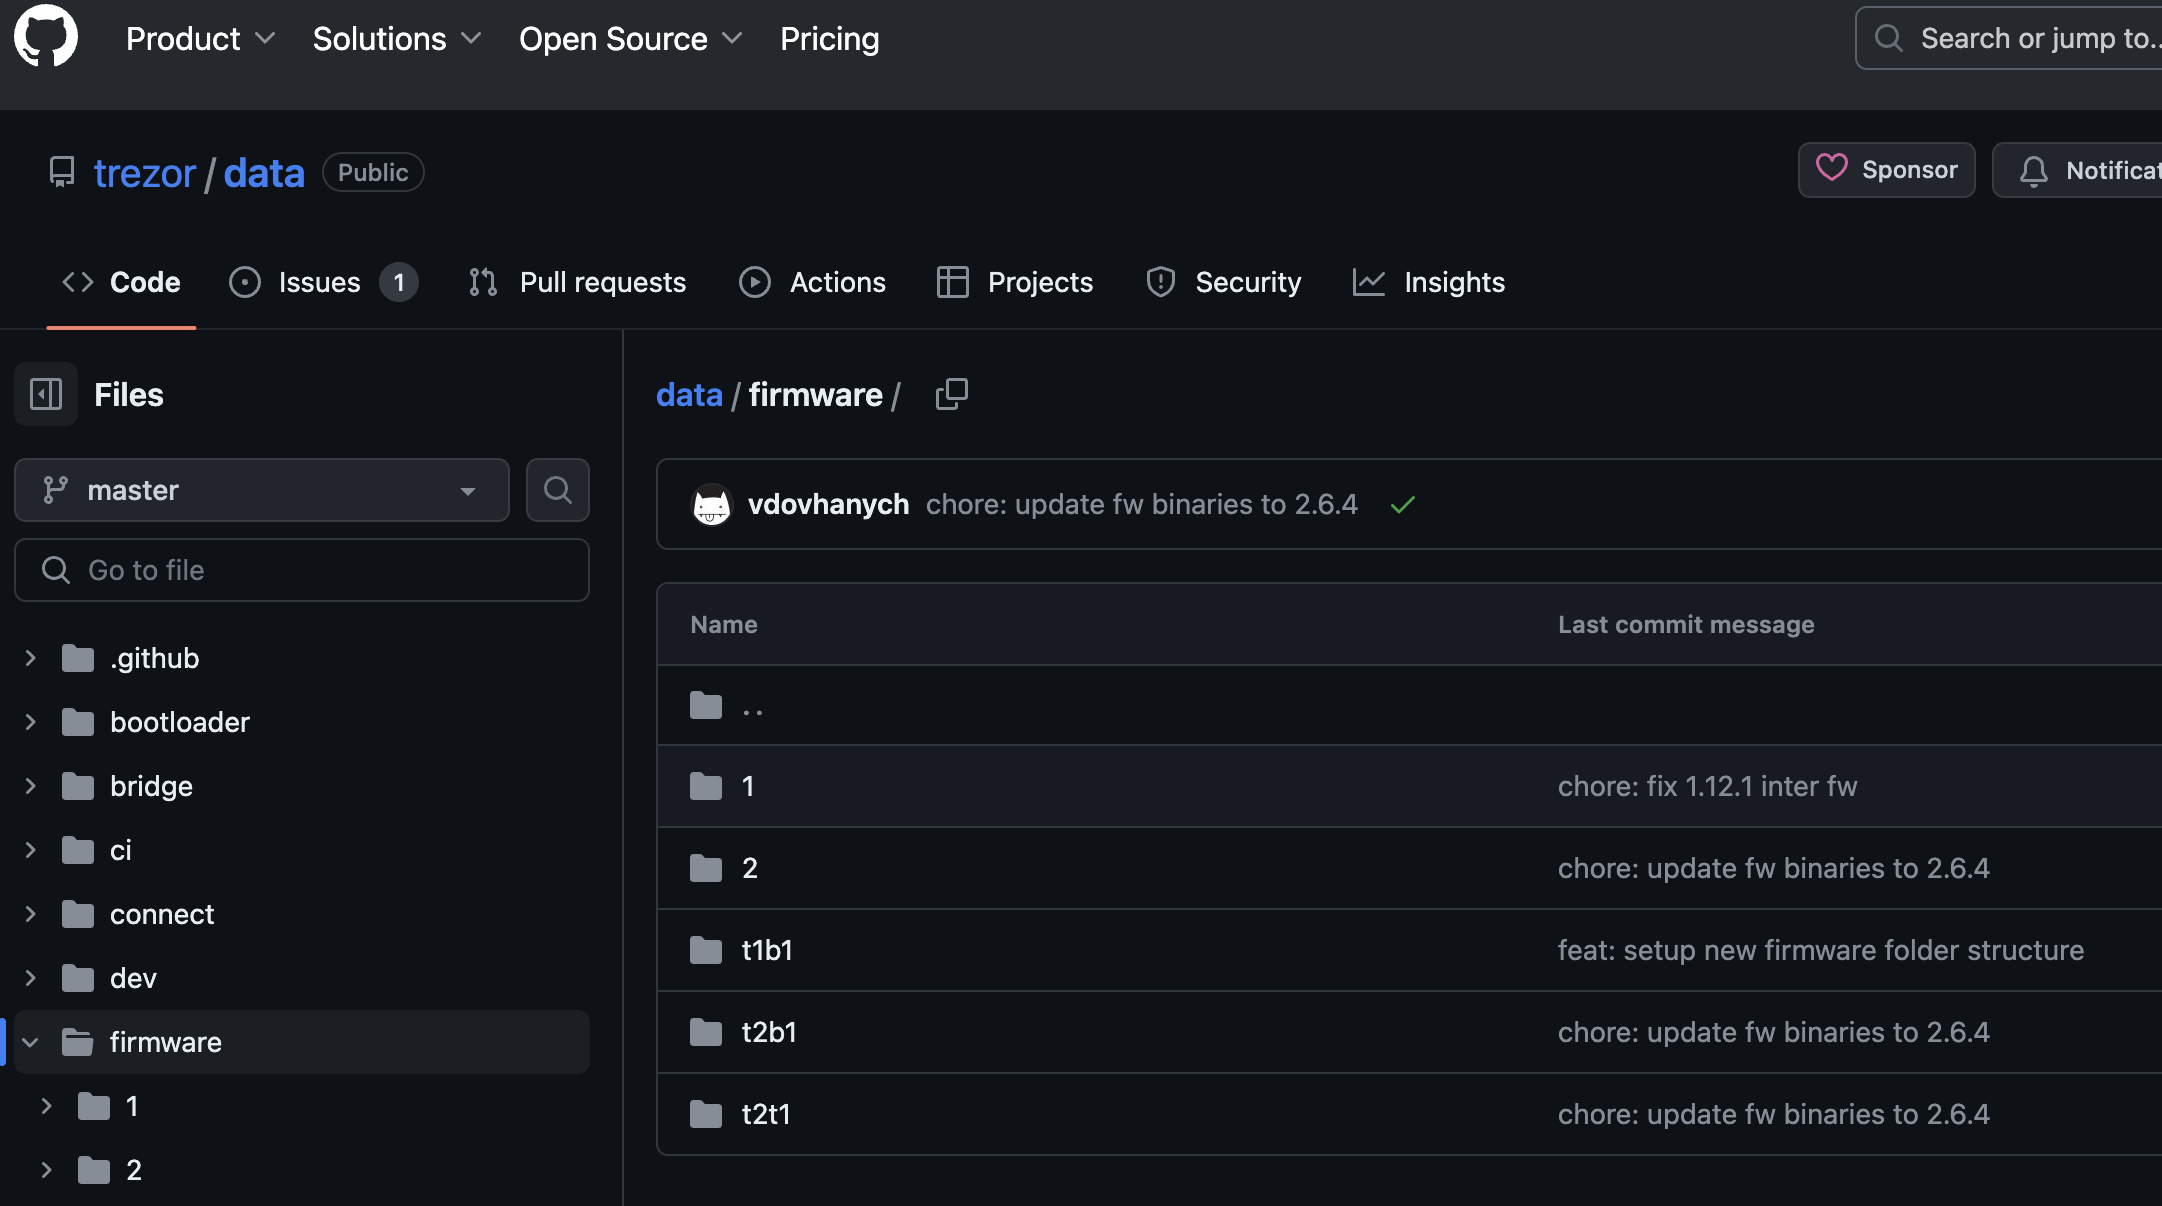 Product Solutions Open Source Pricing Search or jump to..
trezor / data Public Sponsor Notificat
Code Issues 1 Pull requests Actions Projects Security Insights
Files
master
Go to file
.github
bootloader
bridge
ci
connect
dev
firmware
1
2
data / firmware /
vdovhanych chore: update fw binaries to 2.6.4
Name Last commit message
..
1 chore: fix 1.12.1 inter fw
2 chore: update fw binaries to 2.6.4
t1b1 feat: setup new firmware folder structure
t2b1 chore: update fw binaries to 2.6.4
t2t1 chore: update fw binaries to 2.6.4